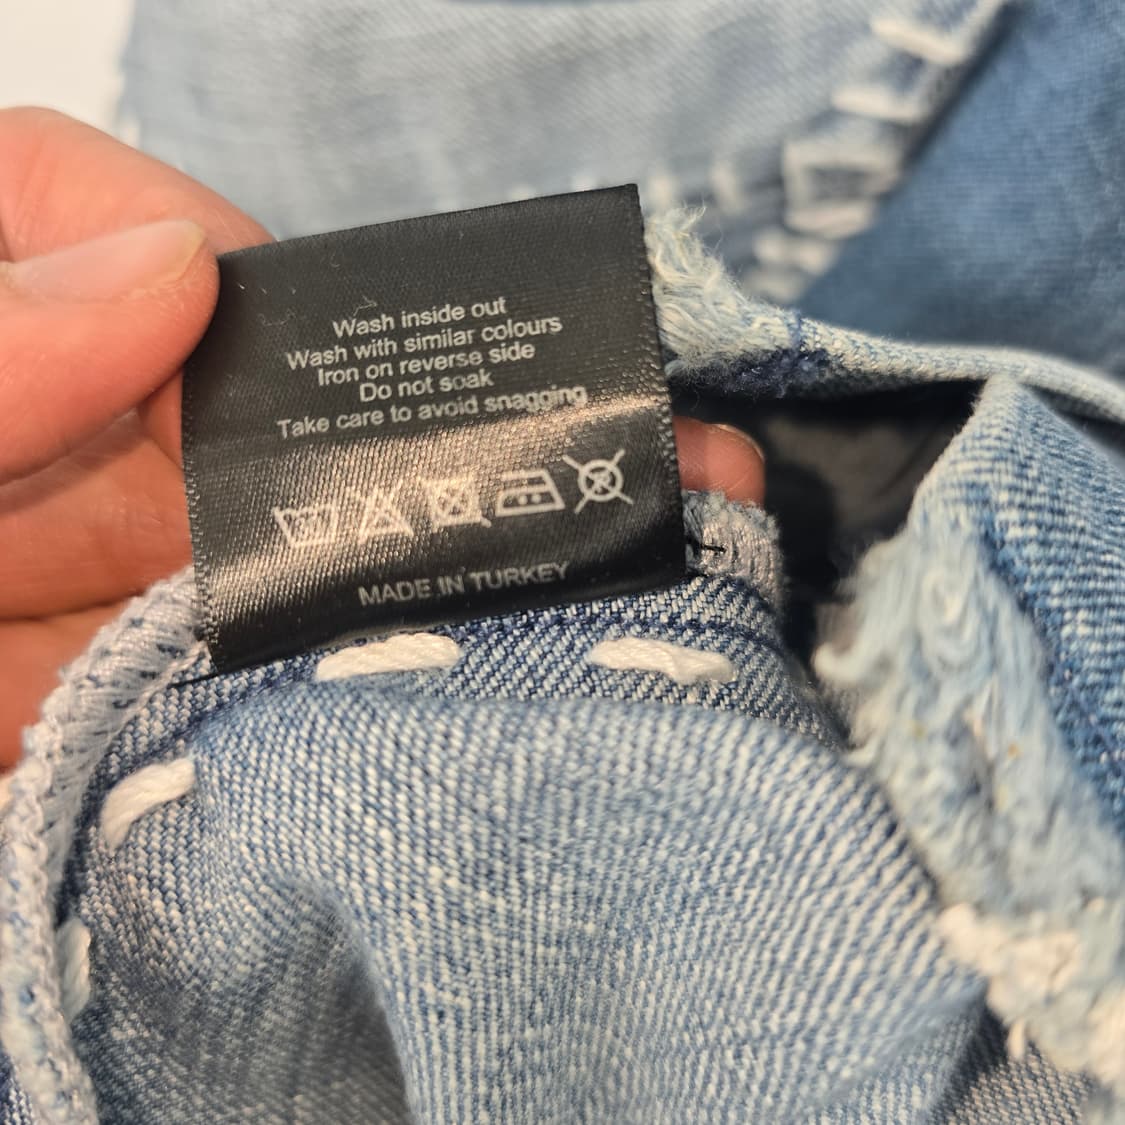 Wash inside out
Wash with similar colours
Iron on reverse side
Do not soak
Take care to avoid snagging
MADE IN TURKEY